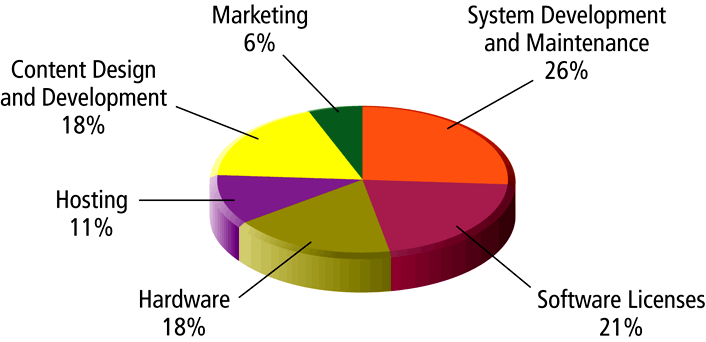 Marketing
6%
System Development
and Maintenance
26%
Content Design
and Development
18%
Hosting
11%
Hardware
18%
Software Licenses
21%